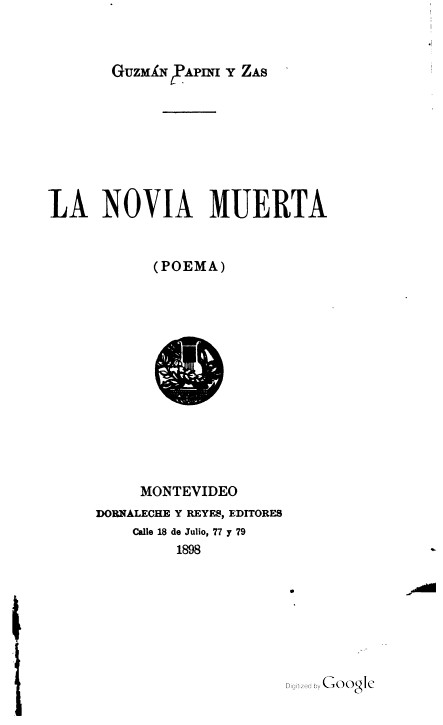 Guzmán Papini y Zas
LA NOVIA MUERTA
(POEMA)
MONTEVIDEO
DORNALECHE Y REYES, EDITORES
Calle 18 de Julio, 77 y 79
1898
Digitized by Google